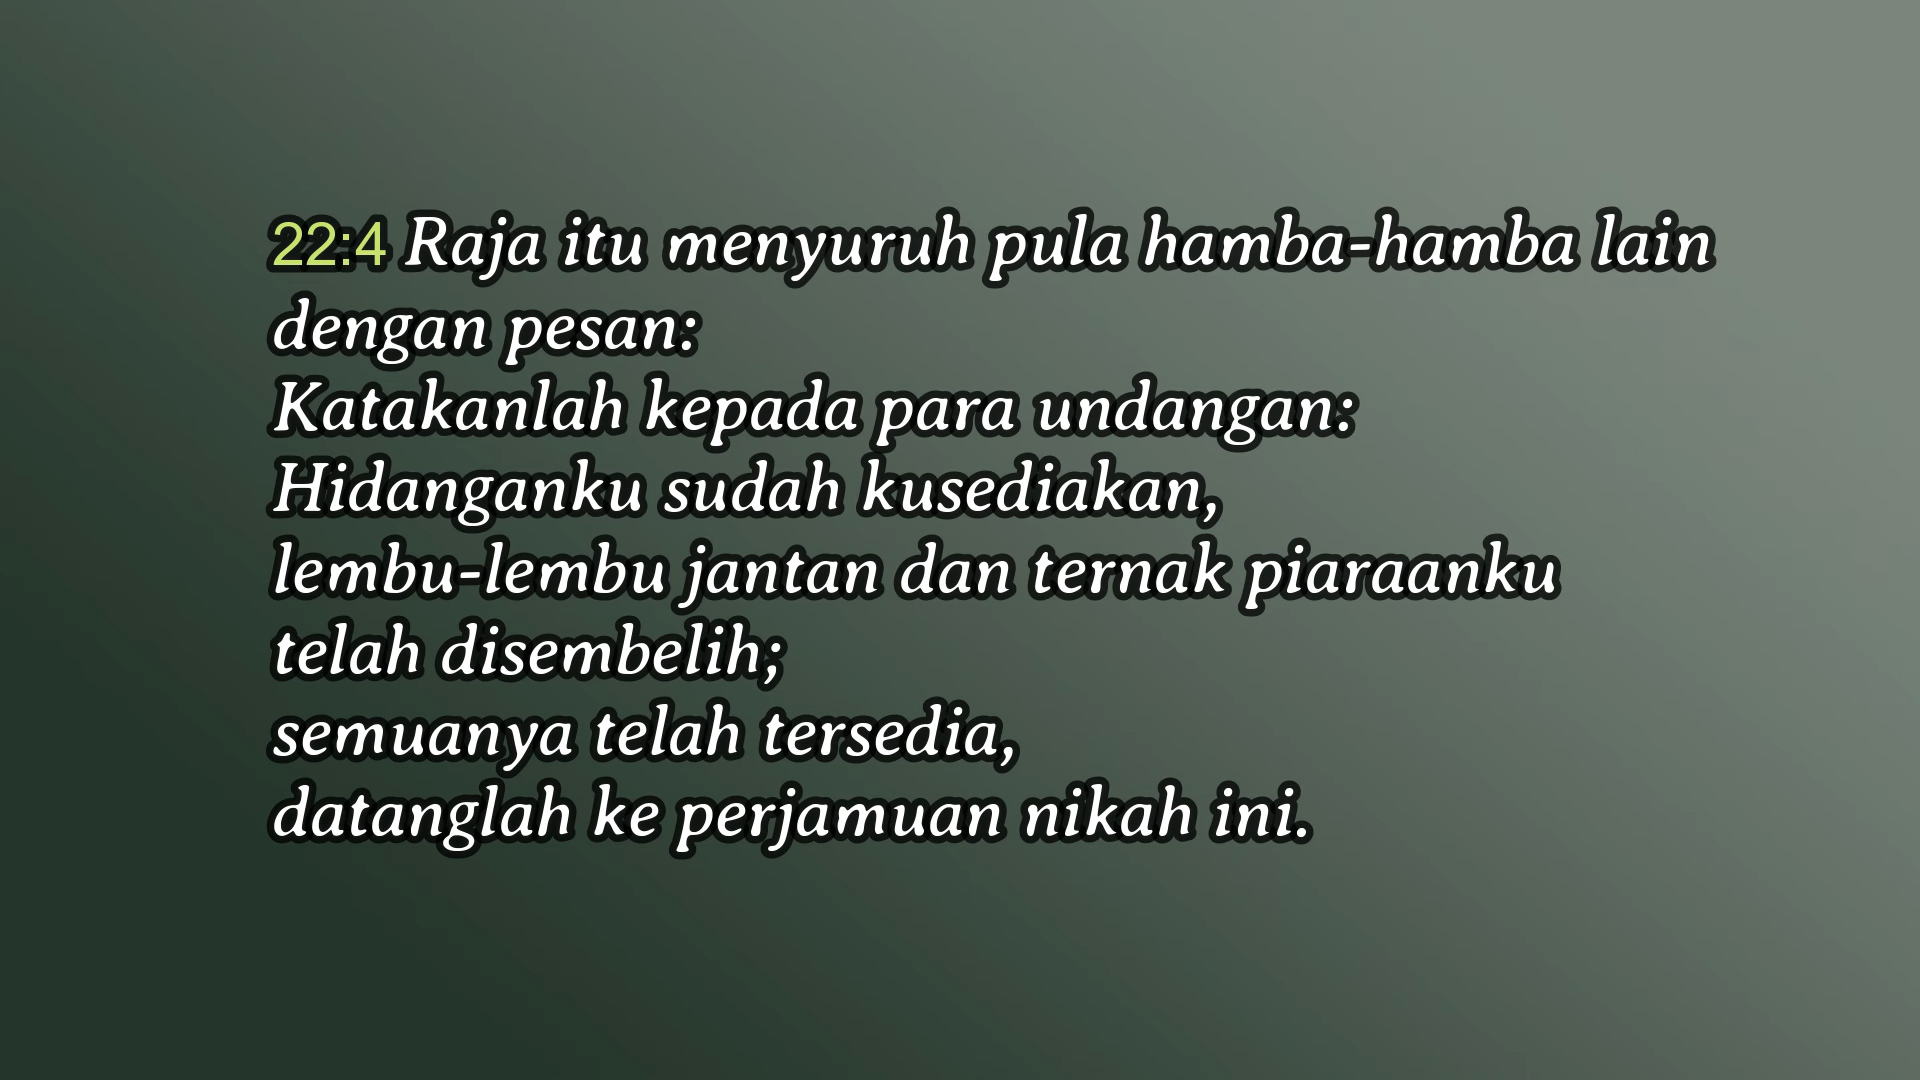 22:4 Raja itu menyuruh pula hamba-hamba lain
dengan pesan:
Katakanlah kepada para undangan:
Hidanganku sudah kusediakan,
lembu-lembu jantan dan ternak piaraanku
telah disembelih;
semuanya telah tersedia,
datanglah ke perjamuan nikah ini.